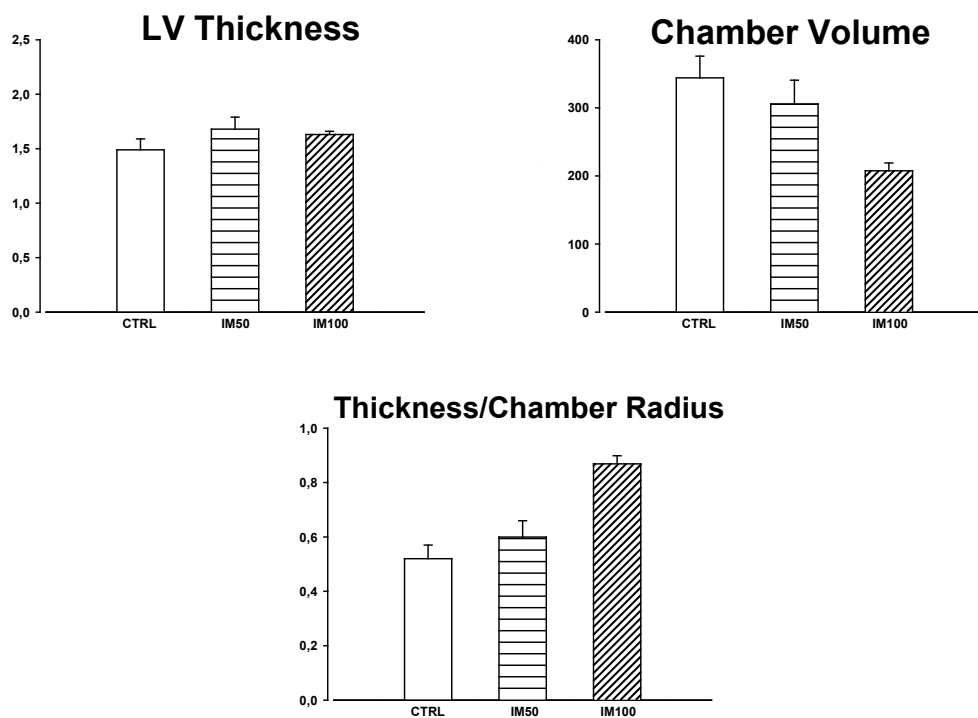 LV Thickness
2,5
2,0
1,5
1,0
0,5
0,0
CTRL IM50 IM100
Chamber Volume
400
300
200
100
0
CTRL IM50 IM100
Thickness/Chamber Radius
1,0
0,8
0,6
0,4
0,2
0,0
CTRL IM50 IM100